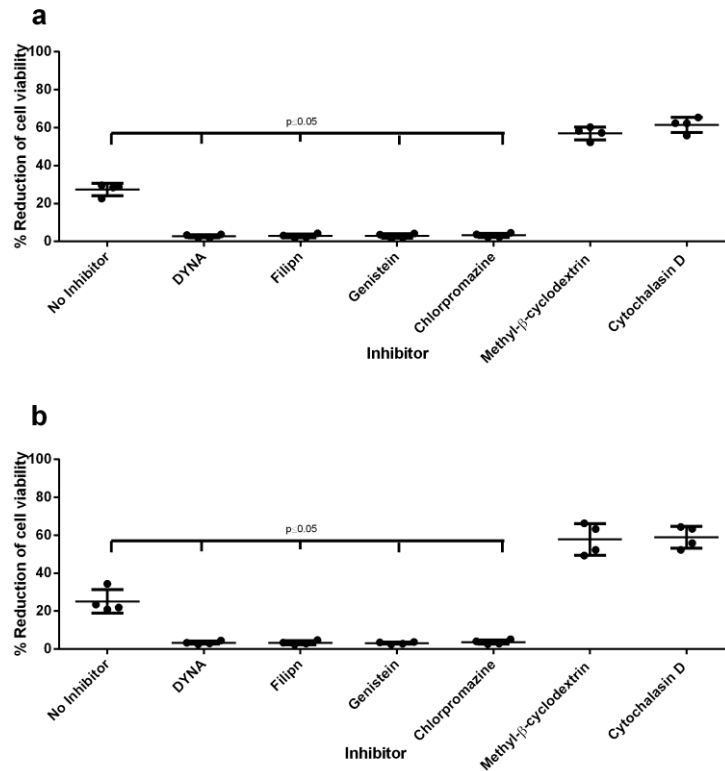 a
% Reduction of cell viability
100
80
60
40
20
0
p=0.05
No Inhibitor
DYNA
Filipn
Genistein
Chlorpromazine
Methyl-β-cyclodextrin
Cytochalasin D
Inhibitor
b
% Reduction of cell viability
100
80
60
40
20
0
p=0.05
No Inhibitor
DYNA
Filipn
Genistein
Chlorpromazine
Methyl-β-cyclodextrin
Cytochalasin D
Inhibitor